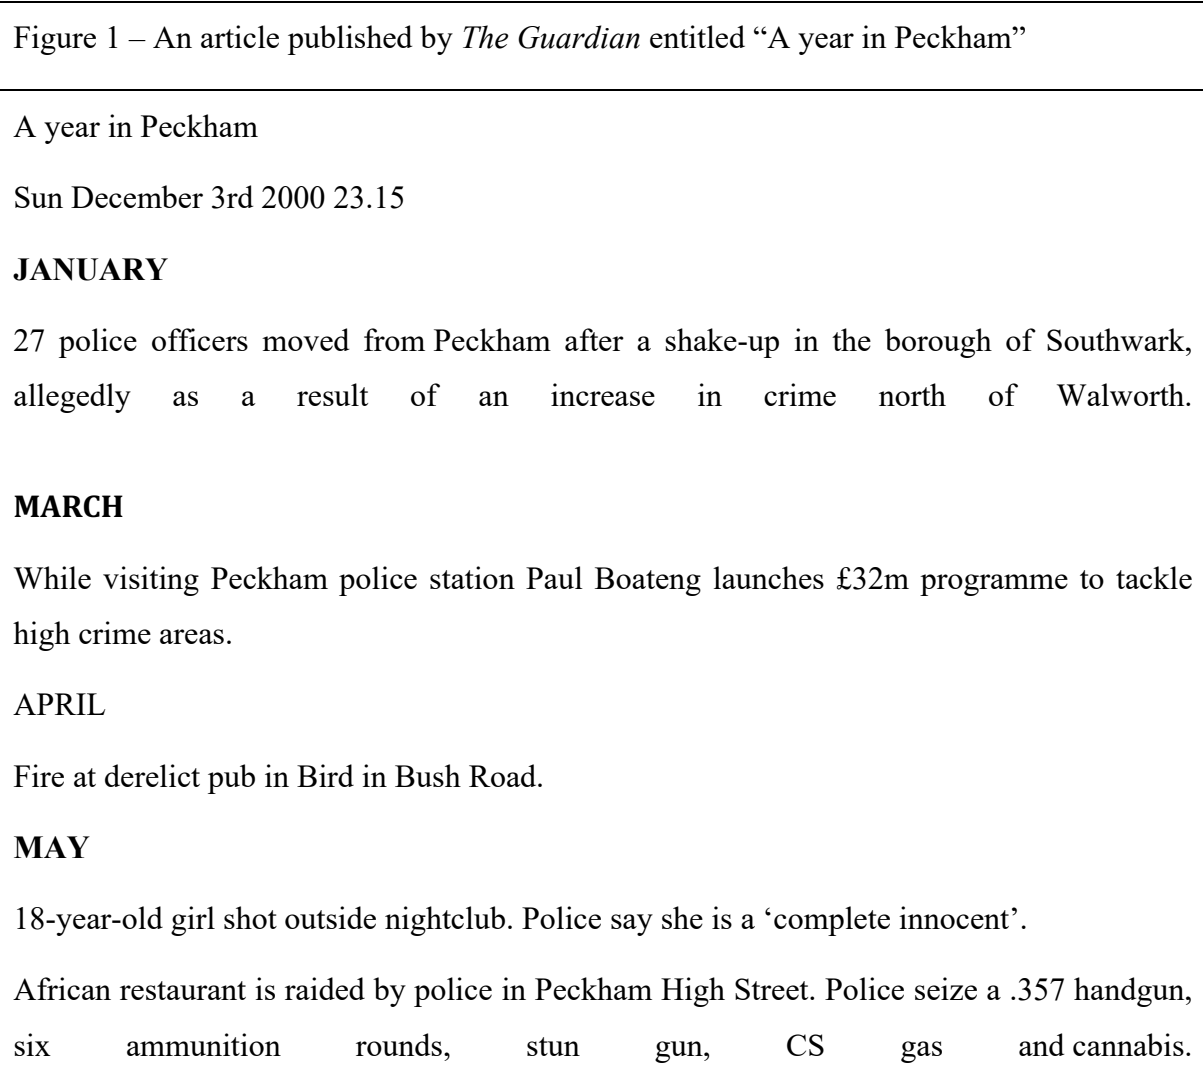 Figure 1 – An article published by The Guardian entitled “A year in Peckham”
A year in Peckham
Sun December 3rd 2000 23.15
JANUARY
27 police officers moved from Peckham after a shake-up in the borough of Southwark,
allegedly as a result of an increase in crime north of Walworth.
MARCH
While visiting Peckham police station Paul Boateng launches £32m programme to tackle
high crime areas.
APRIL
Fire at derelict pub in Bird in Bush Road.
MAY
18-year-old girl shot outside nightclub. Police say she is a ‘complete innocent’.
African restaurant is raided by police in Peckham High Street. Police seize a .357 handgun,
six ammunition rounds, stun gun, CS gas and cannabis.